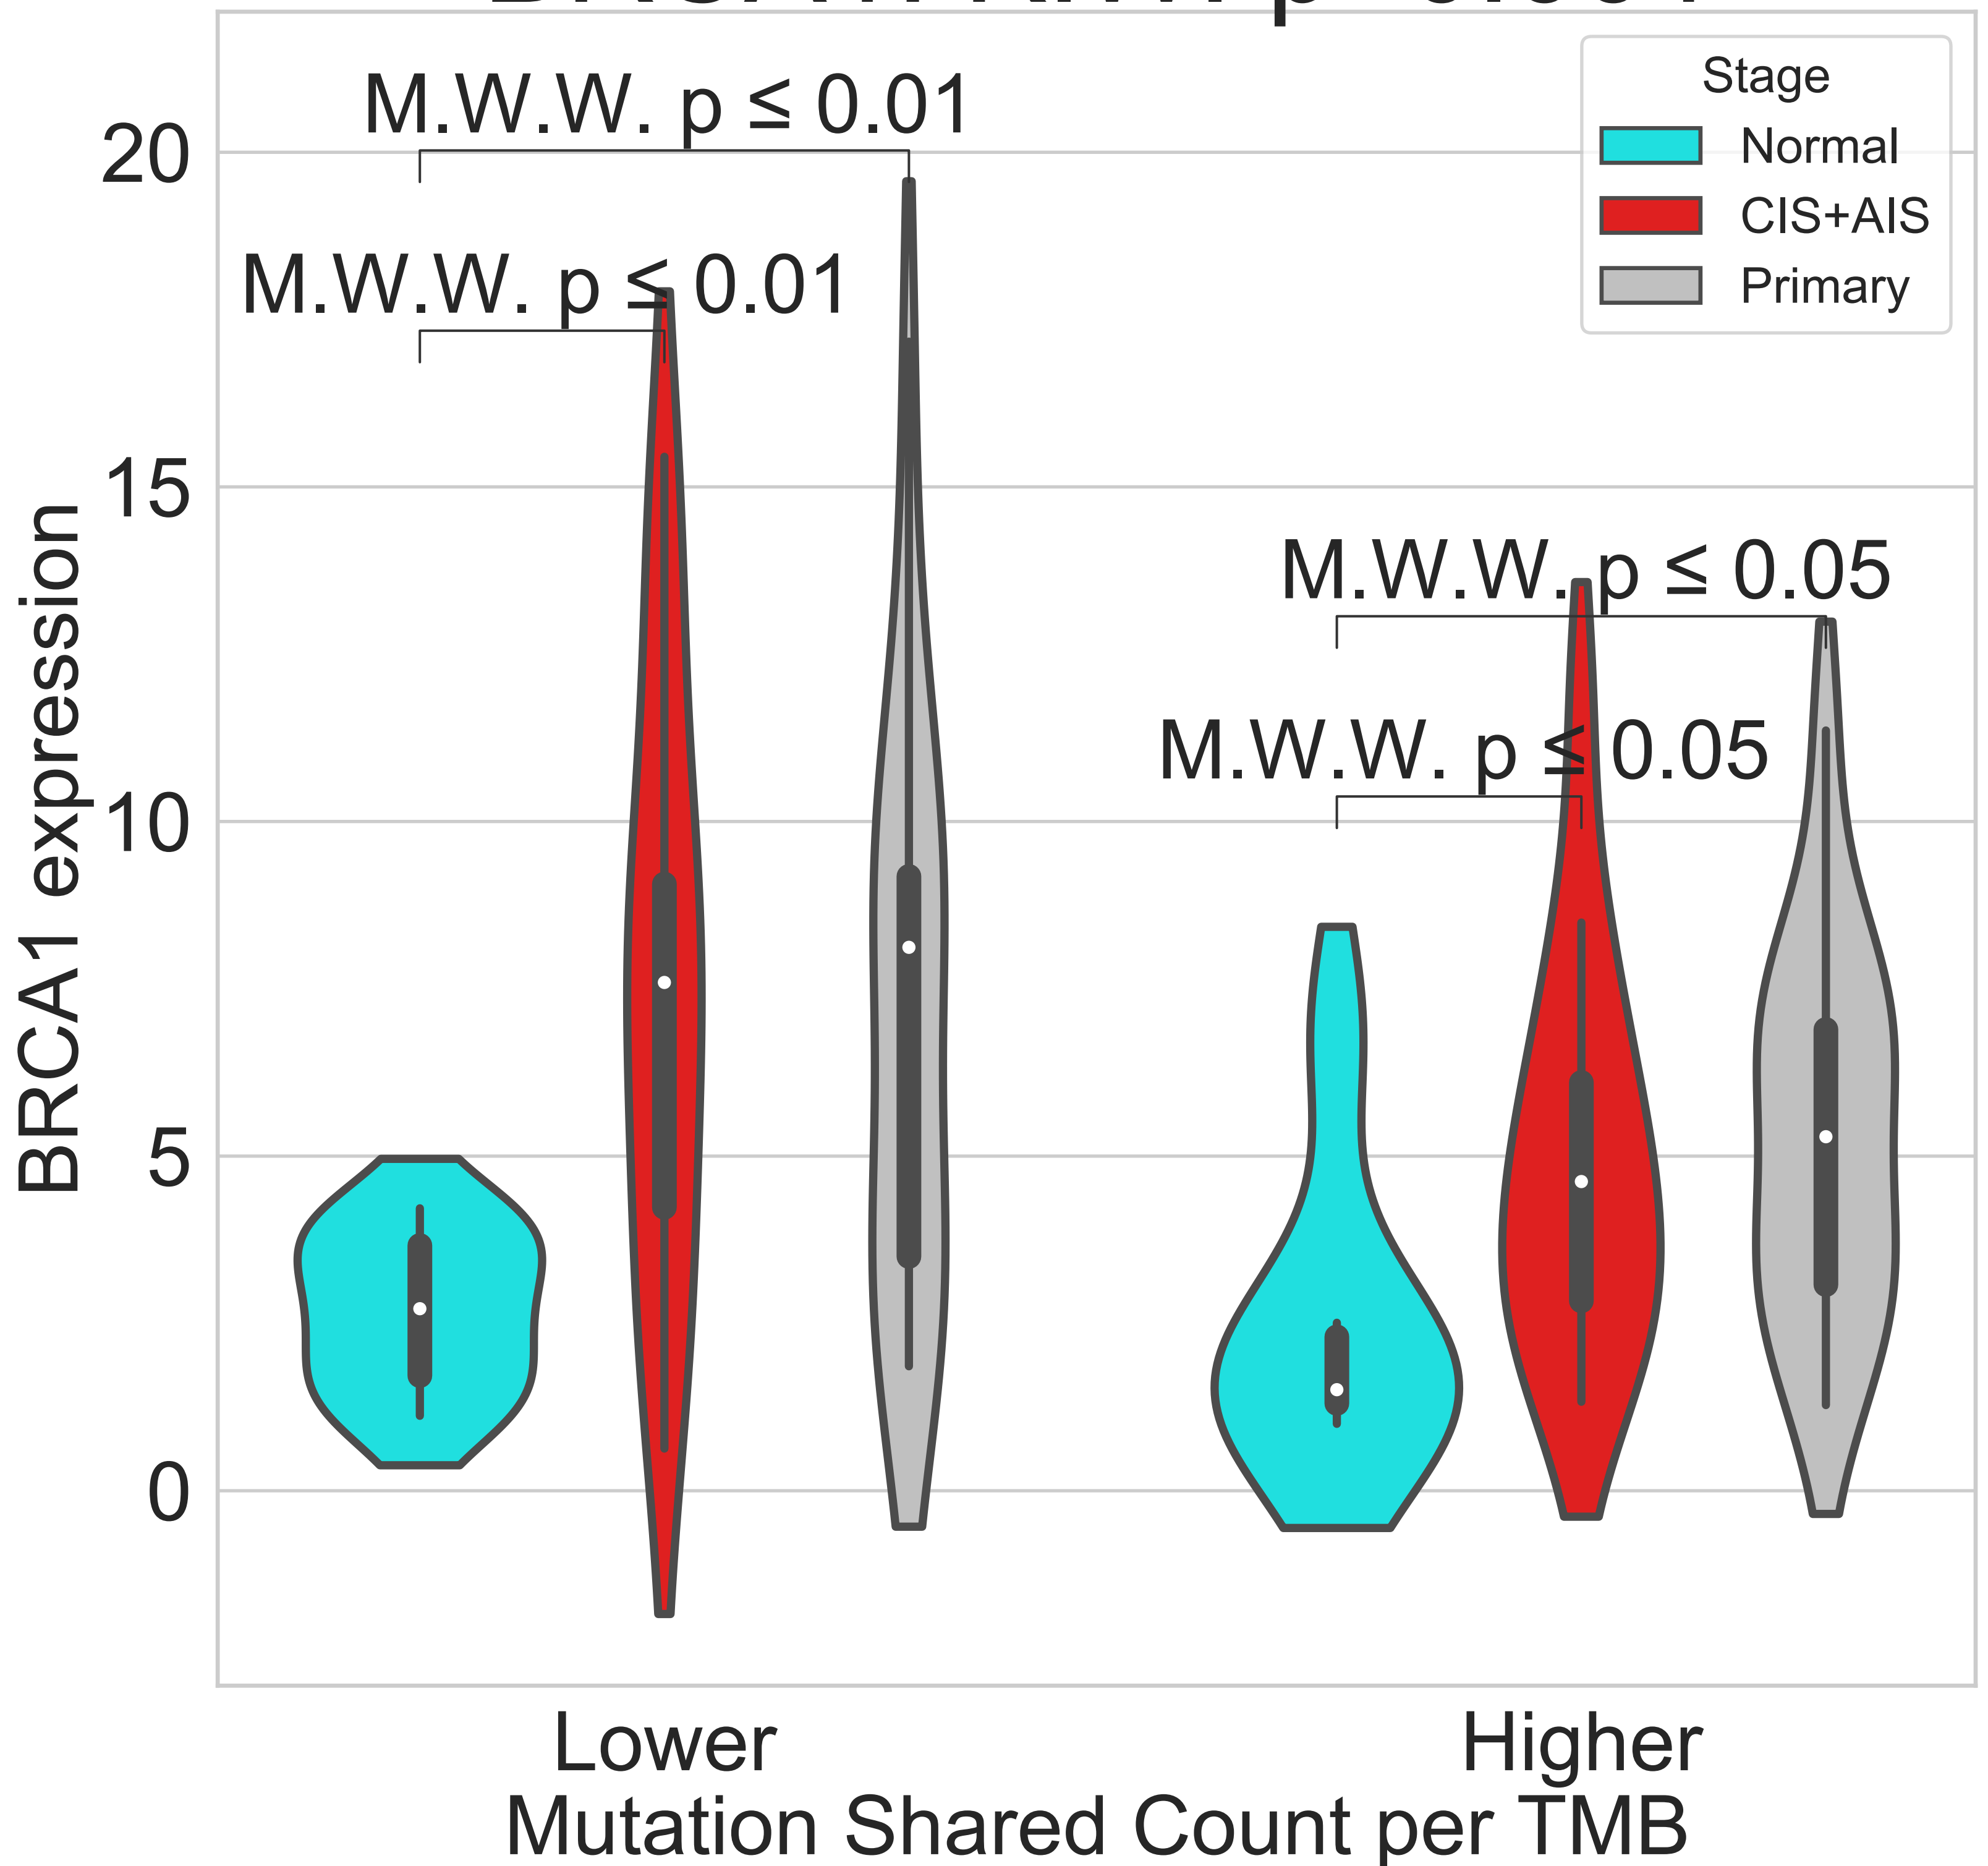 M.W.W. p ≤ 0.01
M.W.W. p ≤ 0.01
M.W.W. p ≤ 0.05
M.W.W. p ≤ 0.05
Stage
Normal
CIS+AIS
Primary
20
15
10
5
0
BRCA1 expression
Lower
Higher
Mutation Shared Count per TMB